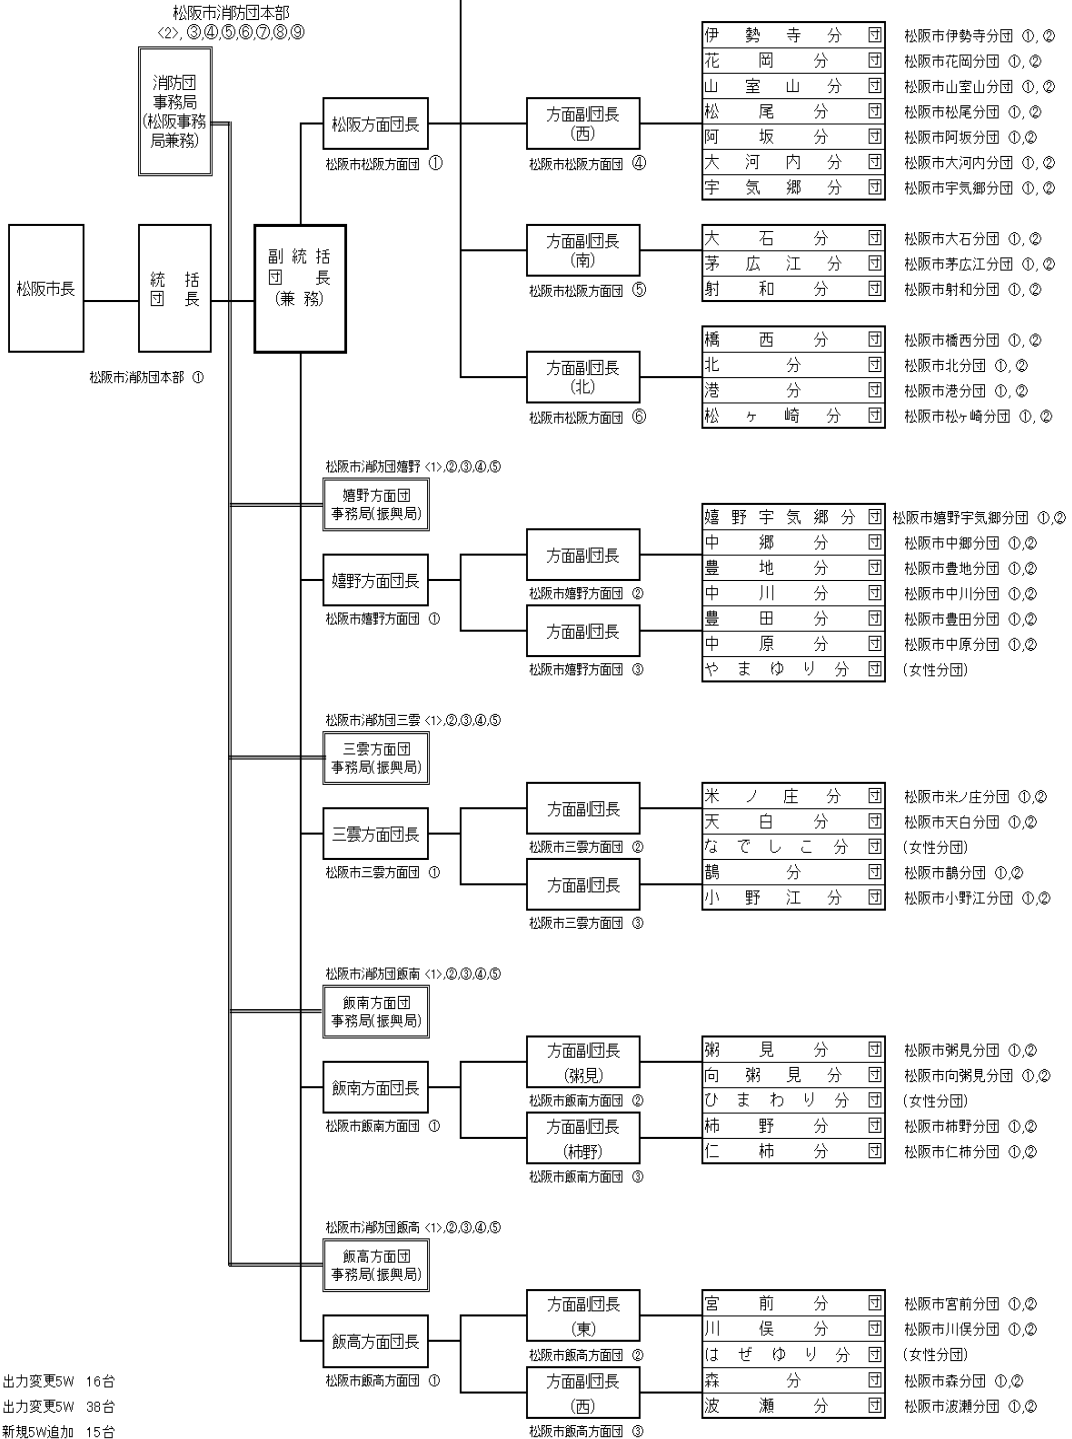 松阪市消防団本部
<2>, ③④⑤⑥⑦⑧⑨
消防団
事務局
(松阪事務
局兼務)
松阪市長
統括
団長
松阪市消防団本部 ①
副統括
団長
(兼務)
松阪方面団長
松阪市松阪方面団 ①
方面副団長
(西)
松阪市松阪方面団 ④
伊勢寺分団 松阪市伊勢寺分団 ①, ②
花岡分団 松阪市花岡分団 ①, ②
山室山分団 松阪市山室山分団 ①, ②
松尾分団 松阪市松尾分団 ①, ②
阿坂分団 松阪市阿坂分団 ①,②
大河内分団 松阪市大河内分団 ①, ②
宇気郷分団 松阪市宇気郷分団 ①, ②
方面副団長
(南)
松阪市松阪方面団 ⑤
大石分団 松阪市大石分団 ①, ②
茅広江分団 松阪市茅広江分団 ①, ②
射和分団 松阪市射和分団 ①, ②
方面副団長
(北)
松阪市松阪方面団 ⑥
橋西分団 松阪市橋西分団 ①, ②
北分団 松阪市北分団 ①, ②
港分団 松阪市港分団 ①, ②
松ヶ崎分団 松阪市松ヶ崎分団 ①, ②
松阪市消防団嬉野 <1>,②,③,④,⑤
嬉野方面団
事務局(振興局)
嬉野方面団長
松阪市嬉野方面団 ①
方面副団長
松阪市嬉野方面団 ②
方面副団長
松阪市嬉野方面団 ③
嬉野宇気郷分団 松阪市嬉野宇気郷分団 ①,②
中郷分団 松阪市中郷分団 ①,②
豊地分団 松阪市豊地分団 ①,②
中川分団 松阪市中川分団 ①,②
豊田分団 松阪市豊田分団 ①,②
中原分団 松阪市中原分団 ①,②
やまゆり分団 (女性分団)
松阪市消防団三雲 <1>,②,③,④,⑤
三雲方面団
事務局(振興局)
三雲方面団長
松阪市三雲方面団 ①
方面副団長
松阪市三雲方面団 ②
方面副団長
松阪市三雲方面団 ③
米ノ庄分団 松阪市米ノ庄分団 ①,②
天白分団 松阪市天白分団 ①,②
なでしこ分団 (女性分団)
鵲分団 松阪市鵲分団 ①,②
小野江分団 松阪市小野江分団 ①,②
松阪市消防団飯南 <1>,②,③,④,⑤
飯南方面団
事務局(振興局)
飯南方面団長
松阪市飯南方面団 ①
方面副団長
(粥見)
松阪市飯南方面団 ②
方面副団長
(柿野)
松阪市飯南方面団 ③
粥見分団 松阪市粥見分団 ①,②
向粥見分団 松阪市向粥見分団 ①,②
ひまわり分団 (女性分団)
柿野分団 松阪市柿野分団 ①,②
仁柿分団 松阪市仁柿分団 ①,②
松阪市消防団飯高 <1>,②,③,④,⑤
飯高方面団
事務局(振興局)
飯高方面団長
松阪市飯高方面団 ①
方面副団長
(東)
松阪市飯高方面団 ②
方面副団長
(西)
松阪市飯高方面団 ③
宮前分団 松阪市宮前分団 ①,②
川俣分団 松阪市川俣分団 ①,②
はぜゆり分団 (女性分団)
森分団 松阪市森分団 ①,②
波瀬分団 松阪市波瀬分団 ①,②
出力変更5W 16台
出力変更5W 38台
新規5W追加 15台